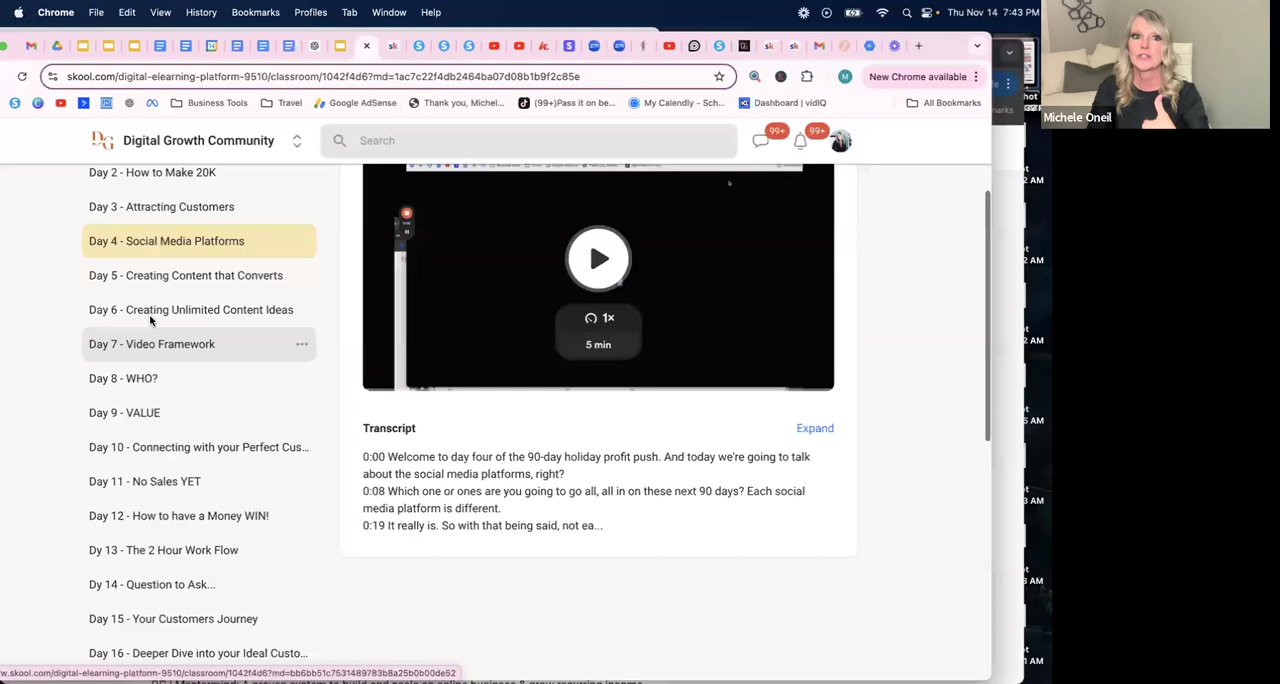 Chrome File Edit View History Bookmarks Profiles Tab Window Help
Thu Nov 14 7:43 PM
skool.com/digital-elearning-platform-9510/classroom/1042f4d6?md=1ac7c22f4db2464ba07d08b1b9f2c85e
New Chrome available
Business Tools Travel Google AdSense Thank you, Michel... (99+)Pass it on be... My Calendly - Sch... Dashboard | vidIQ All Bookmarks
Michele Oneil
DG Digital Growth Community
Search
99+ 99+
Day 2 - How to Make 20K
Day 3 - Attracting Customers
Day 4 - Social Media Platforms
Day 5 - Creating Content that Converts
Day 6 - Creating Unlimited Content Ideas
Day 7 - Video Framework
Day 8 - WHO?
Day 9 - VALUE
Day 10 - Connecting with your Perfect Cus...
Day 11 - No Sales YET
Day 12 - How to have a Money WIN!
Dy 13 - The 2 Hour Work Flow
Dy 14 - Question to Ask...
Day 15 - Your Customers Journey
Day 16 - Deeper Dive into your Ideal Custo...
1×
5 min
Transcript
Expand
0:00 Welcome to day four of the 90-day holiday profit push. And today we're going to talk
about the social media platforms, right?
0:08 Which one or ones are you going to go all, all in on these next 90 days? Each social
media platform is different.
0:19 It really is. So with that being said, not ea...
w.skool.com/digital-elearning-platform-9510/classroom/1042f4d6?md=bb6bb51c7531489783b8a25b0b00de52